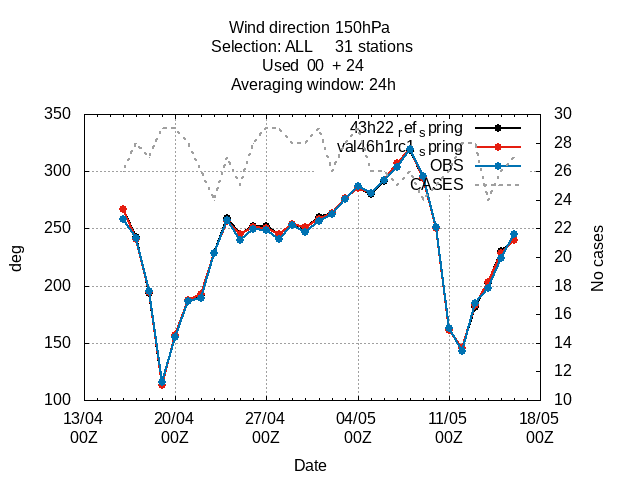 Wind direction 150hPa
Selection: ALL 31 stations
Used 00 + 24
Averaging window: 24h
350
300
250
200
150
100
30
28
26
24
22
20
18
16
14
12
10
43h22_ref_spring
val46h1rc1_spring
OBS
CASES
deg
No cases
13/04 20/04 27/04 04/05 11/05 18/05
00Z 00Z 00Z 00Z 00Z 00Z
Date